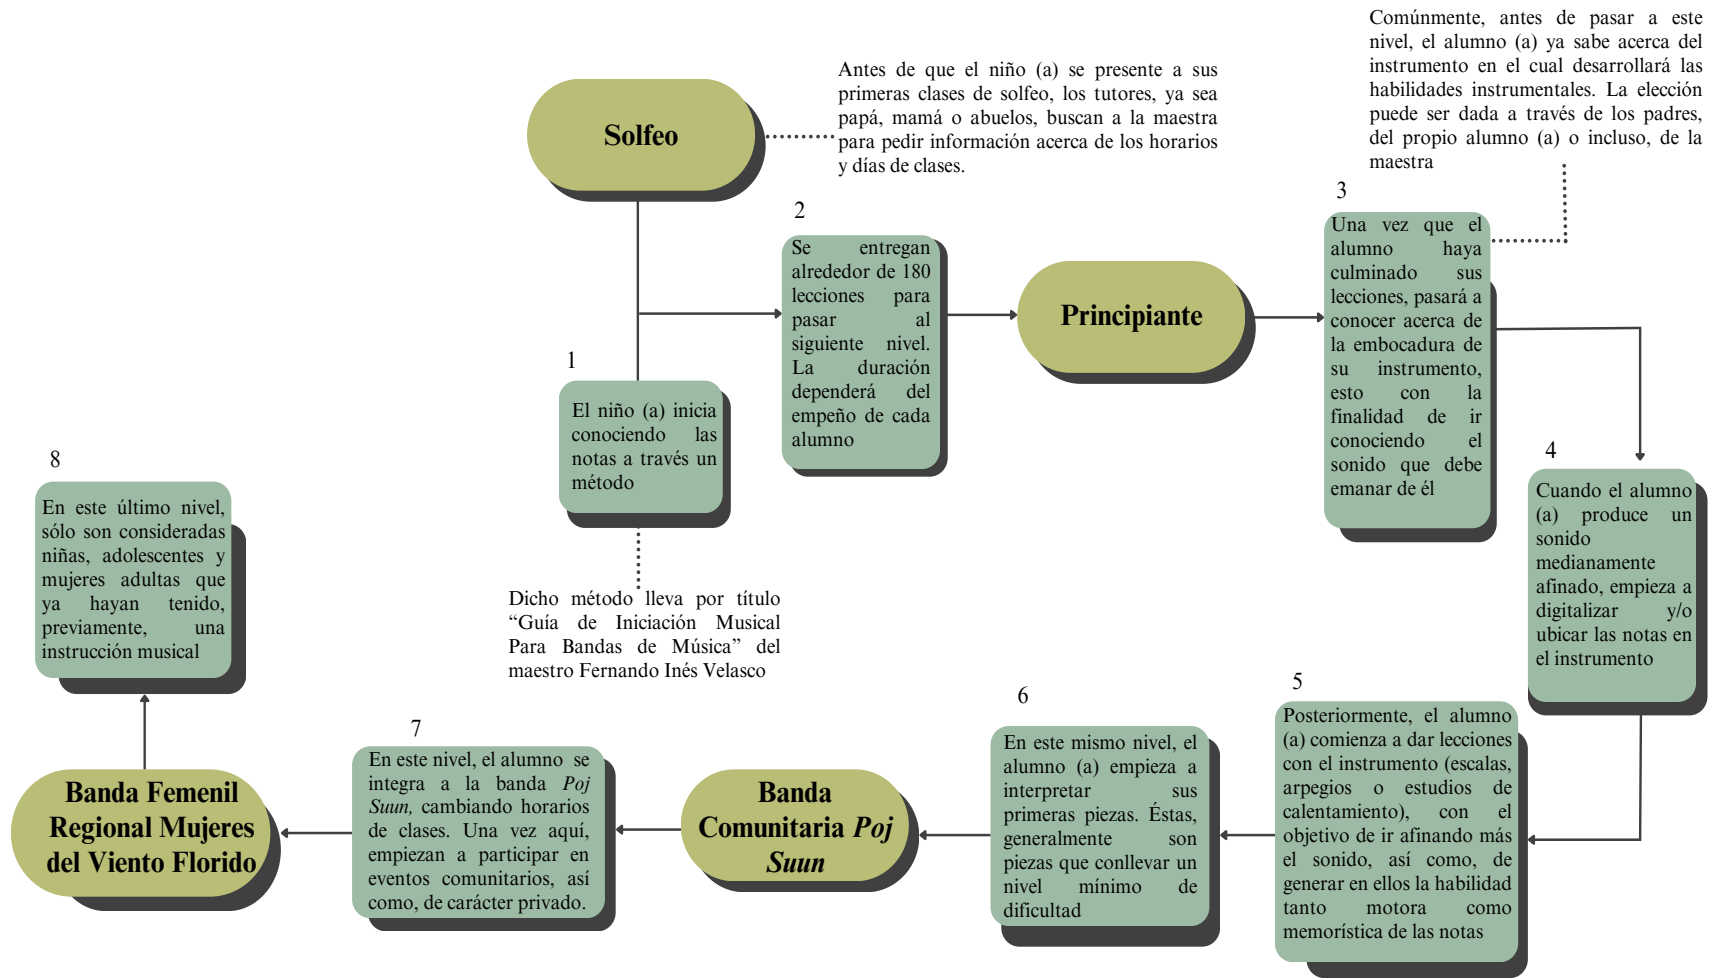 Solfeo
Antes de que el niño (a) se presente a sus
primeras clases de solfeo, los tutores, ya sea
papá, mamá o abuelos, buscan a la maestra
para pedir información acerca de los horarios
y días de clases.
1
El niño (a) inicia
conociendo las
notas a través un
método
Dicho método lleva por título
“Guía de Iniciación Musical
Para Bandas de Música” del
maestro Fernando Inés Velasco
2
Se entregan
alrededor de 180
lecciones para
pasar al
siguiente nivel.
La duración
dependerá del
empeño de cada
alumno
Principiante
Comúnmente, antes de pasar a este
nivel, el alumno (a) ya sabe acerca del
instrumento en el cual desarrollará las
habilidades instrumentales. La elección
puede ser dada a través de los padres,
del propio alumno (a) o incluso, de la
maestra
3
Una vez que el
alumno haya
culminado sus
lecciones, pasará a
conocer acerca de
la embocadura de
su instrumento,
esto con la
finalidad de ir
conociendo el
sonido que debe
emanar de él
4
Cuando el alumno
(a) produce un
sonido
medianamente
afinado, empieza a
digitalizar y/o
ubicar las notas en
el instrumento
5
Posteriormente, el alumno
(a) comienza a dar lecciones
con el instrumento (escalas,
arpegios o estudios de
calentamiento), con el
objetivo de ir afinando más
el sonido, así como, de
generar en ellos la habilidad
tanto motora como
memorística de las notas
6
En este mismo nivel, el
alumno (a) empieza a
interpretar sus
primeras piezas. Éstas,
generalmente son
piezas que conllevar un
nivel mínimo de
dificultad
Banda
Comunitaria Poj
Suun
7
En este nivel, el alumno se
integra a la banda Poj
Suun, cambiando horarios
de clases. Una vez aquí,
empiezan a participar en
eventos comunitarios, así
como, de carácter privado.
Banda Femenil
Regional Mujeres
del Viento Florido
8
En este último nivel,
sólo son consideradas
niñas, adolescentes y
mujeres adultas que
ya hayan tenido,
previamente, una
instrucción musical